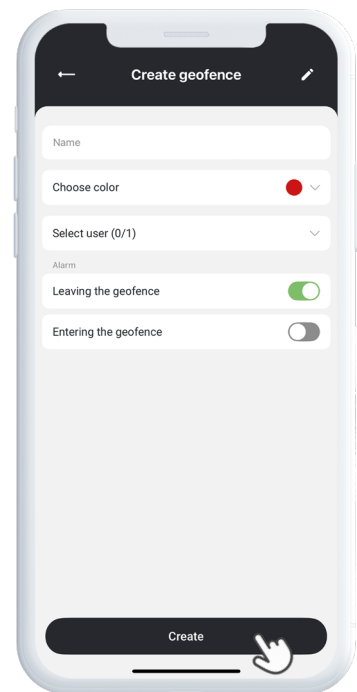 Create geofence
Name
Choose color
Select user (0/1)
Alarm
Leaving the geofence
Entering the geofence
Create